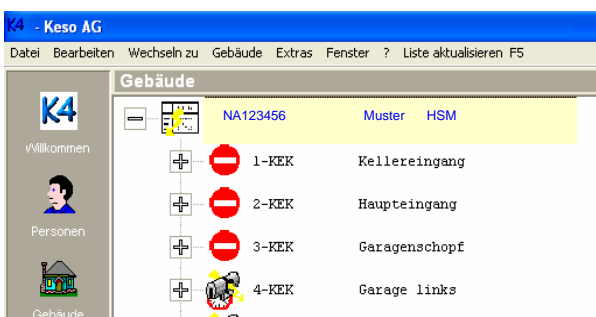 K4 - Keso AG
Datei Bearbeiten Wechseln zu Gebäude Extras Fenster ? Liste aktualisieren F5
Gebäude
K4
Willkommen
Personen
Gebäude
NA123456 Muster HSM
1-KEK Kellereingang
2-KEK Haupteingang
3-KEK Garagenschopf
4-KEK Garage links